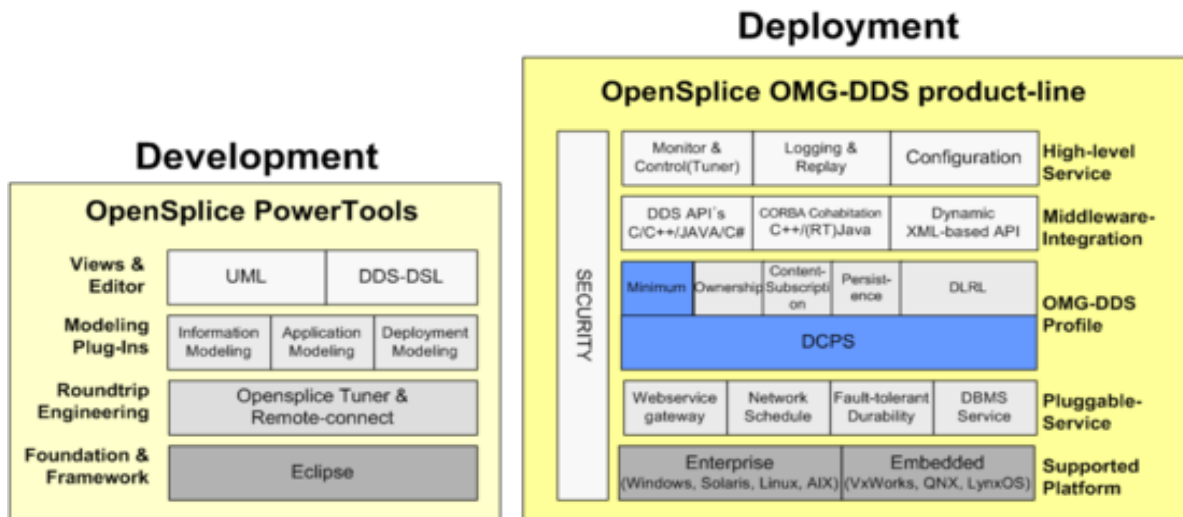 Development
OpenSplice PowerTools
Views &
Editor
UML
DDS-DSL
Modeling
Plug-Ins
Information
Modeling
Application
Modeling
Deployment
Modeling
Roundtrip
Engineering
Opensplice Tuner &
Remote-connect
Foundation &
Framework
Eclipse
Deployment
OpenSplice OMG-DDS product-line
SECURITY
Monitor &
Control(Tuner)
Logging &
Replay
Configuration
High-level
Service
DDS API´s
C/C++/JAVA/C#
CORBA Cohabitation
C++/(RT)Java
Dynamic
XML-based API
Middleware-
Integration
Minimum
Ownership
Content-
Subscripti
on
Persist-
ence
DLRL
DCPS
OMG-DDS
Profile
Webservice
gateway
Network
Schedule
Fault-tolerant
Durability
DBMS
Service
Pluggable-
Service
Enterprise
(Windows, Solaris, Linux, AIX)
Embedded
(VxWorks, QNX, LynxOS)
Supported
Platform